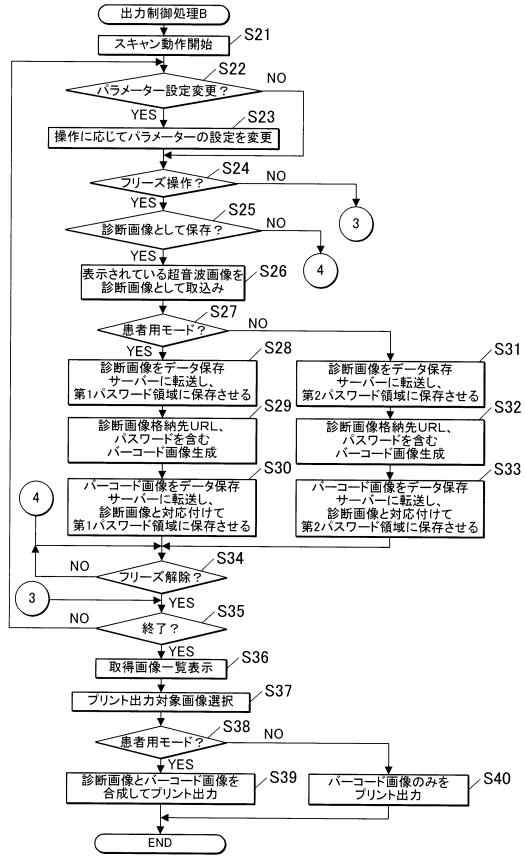 出力制御処理B
スキャン動作開始
S21
S22
パラメーター設定変更？
NO
YES
S23
操作に応じてパラメーターの設定を変更
S24
フリーズ操作？
NO
YES
3
S25
診断画像として保存？
NO
YES
4
表示されている超音波画像を
診断画像として取込み
S26
S27
患者用モード？
NO
YES
S28
診断画像をデータ保存
サーバーに転送し、
第1パスワード領域に保存させる
S31
診断画像をデータ保存
サーバーに転送し、
第2パスワード領域に保存させる
S29
診断画像格納先URL、
パスワードを含む
バーコード画像生成
S32
診断画像格納先URL、
パスワードを含む
バーコード画像生成
S30
バーコード画像をデータ保存
サーバーに転送し、
診断画像と対応付けて
第1パスワード領域に保存させる
S33
バーコード画像をデータ保存
サーバーに転送し、
診断画像と対応付けて
第2パスワード領域に保存させる
4
S34
フリーズ解除？
NO
YES
3
S35
終了？
NO
YES
取得画像一覧表示
S36
プリント出力対象画像選択
S37
S38
患者用モード？
NO
YES
診断画像とバーコード画像を
合成してプリント出力
S39
バーコード画像のみを
プリント出力
S40
END